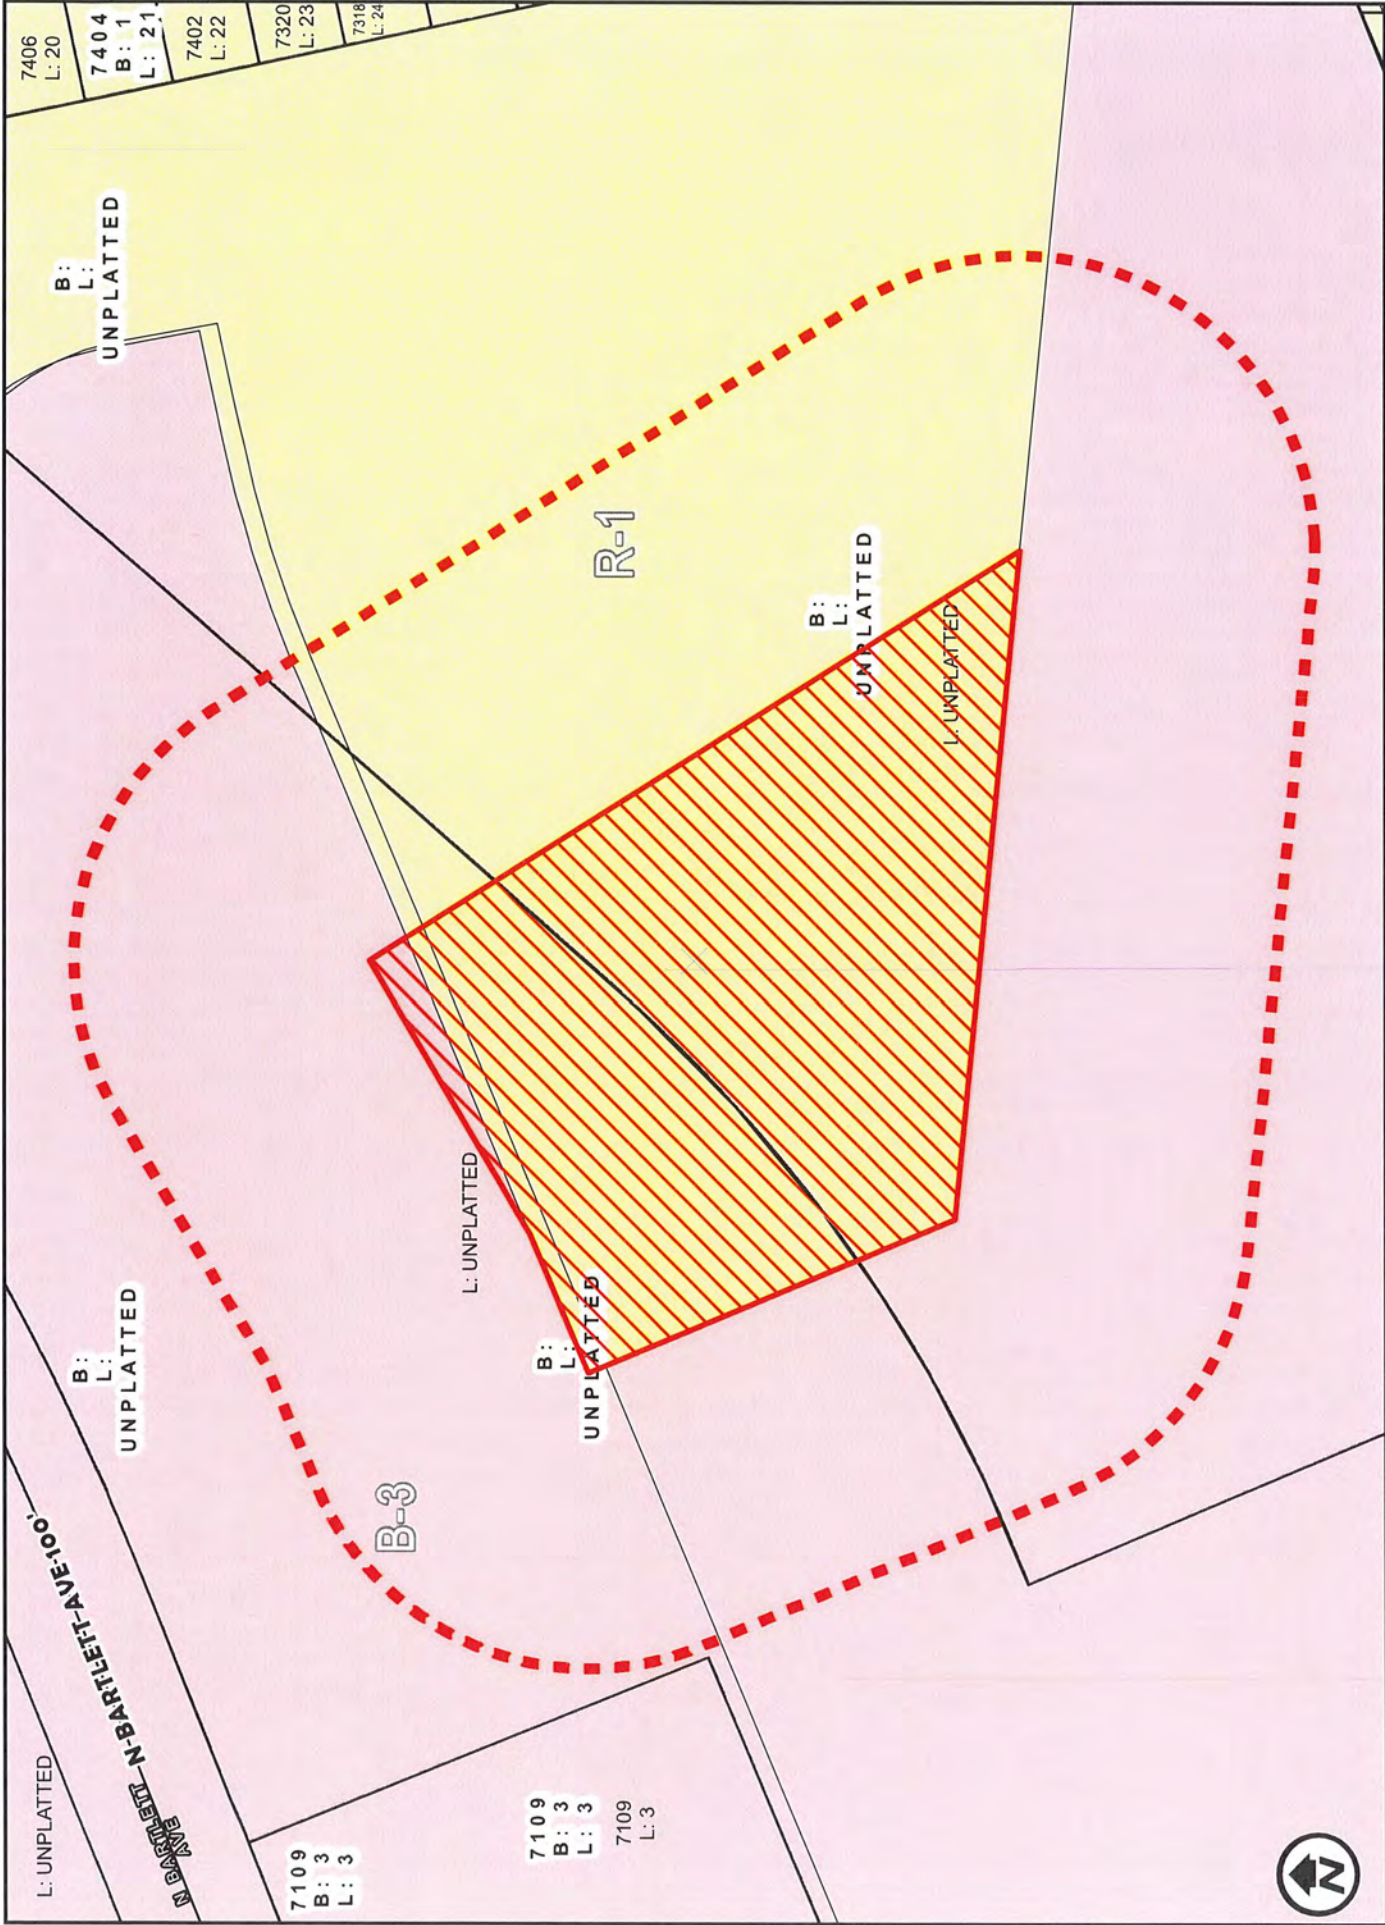 L: UNPLATTED
N BARTLETT
AVE
N-BARTLETT-AVE-100'
7109
B: 3
L: 3
7109
B: 3
L: 3
7109
L: 3
B:
L:
UNPLATTED
B-3
L: UNPLATTED
B:
L:
UNPLATTED
R-1
B:
L:
UNPLATTED
L: UNPLATTED
B:
L:
UNPLATTED
7406
L: 20
7404
B: 11
L: 21
7402
L: 22
7320
L: 23
7318
L: 24
N